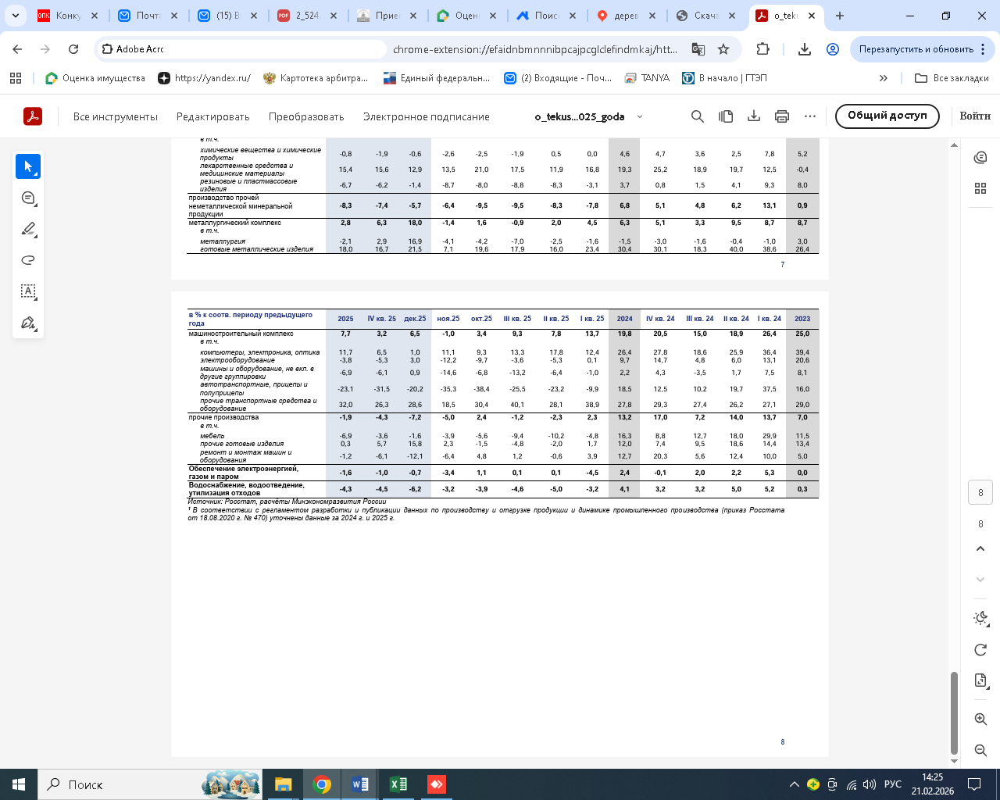 Конку
Почт
(15) В
2_524
Прие
Оцен
Поис
дерев
Скача
o_teku
Adobe Acro
chrome-extension://efaidnbmnnnibpcajpcglclefindmkaj/htt...
Перезапустить и обновить
Оценка имущества
https://yandex.ru/
Картотека арбитра...
Единый федеральн...
(2) Входящие - Поч...
TANYA
В начало | ГТЭП
Все закладки
Все инструменты
Редактировать
Преобразовать
Электронное подписание
o_tekus...025_goda
Общий доступ
Войти
в т.ч.
химические вещества и химические продукты -0,8 -1,9 -0,6 -2,6 -2,5 -1,9 0,5 0,0 4,6 4,7 3,6 2,5 7,8 5,2
лекарственные средства и медицинские материалы 15,4 15,6 12,9 13,5 21,0 17,5 11,9 16,8 19,3 25,2 18,9 19,7 12,5 -0,4
резиновые и пластмассовые изделия -6,7 -6,2 -1,4 -8,7 -8,0 -8,8 -8,3 -3,1 3,7 0,8 1,5 4,1 9,3 8,0
производство прочей неметаллической минеральной продукции -8,3 -7,4 -5,7 -6,4 -9,5 -9,5 -8,3 -7,8 6,8 5,1 4,8 6,2 13,1 0,9
металлургический комплекс 2,8 6,3 18,0 -1,4 1,6 -0,9 2,0 4,5 6,3 5,1 3,3 9,5 8,7 8,7
в т.ч.
металлургия -2,1 2,9 16,9 -4,1 -4,2 -7,0 -2,5 -1,6 -1,5 -3,0 -1,6 -0,4 -1,0 3,0
готовые металлические изделия 18,0 16,7 21,5 7,1 19,6 17,9 16,0 23,4 30,4 30,1 18,3 40,0 38,6 26,4
7
в % к соотв. периоду предыдущего года 2025 IV кв. 25 дек.25 ноя.25 окт.25 III кв. 25 II кв. 25 I кв. 25 2024 IV кв. 24 III кв. 24 II кв. 24 I кв. 24 2023
машиностроительный комплекс 7,7 3,2 6,5 -1,0 3,4 9,3 7,8 13,7 19,8 20,5 15,0 18,9 26,4 25,0
в т.ч.
компьютеры, электроника, оптика 11,7 6,5 1,0 11,1 9,3 13,3 17,8 12,4 26,4 27,8 18,6 25,9 36,4 39,4
электрооборудование -3,8 -5,3 3,0 -12,2 -9,7 -3,6 -5,3 0,1 9,7 14,7 4,8 6,0 13,1 20,6
машины и оборудование, не вкл. в другие группировки -6,9 -6,1 0,9 -14,6 -6,8 -13,2 -6,4 -1,0 2,2 4,3 -3,5 1,7 7,5 8,1
автотранспортные, прицепы и полуприцепы -23,1 -31,5 -20,2 -35,3 -38,4 -25,5 -23,2 -9,9 18,5 12,5 10,2 19,7 37,5 16,0
прочие транспортные средства и оборудование 32,0 26,3 28,6 18,5 30,4 40,1 28,1 38,9 27,8 29,3 27,4 26,2 27,1 29,0
прочие производства -1,9 -4,3 -7,2 -5,0 2,4 -1,2 -2,3 2,3 13,2 17,0 7,2 14,0 13,7 7,0
в т.ч.
мебель -6,9 -3,6 -1,6 -3,9 -5,6 -9,4 -10,2 -4,8 16,3 8,8 12,7 18,0 29,9 11,5
прочие готовые изделия 0,3 5,7 15,8 2,3 -1,5 -4,8 -2,0 1,7 12,0 7,4 9,5 18,6 14,4 13,4
ремонт и монтаж машин и оборудования -1,2 -6,1 -12,1 -6,4 4,8 1,2 -0,6 3,9 12,7 20,3 5,6 12,4 10,0 5,0
Обеспечение электроэнергией, газом и паром -1,6 -1,0 -0,7 -3,4 1,1 0,1 0,1 -4,5 2,4 -0,1 2,0 2,2 5,3 0,0
Водоснабжение, водоотведение, утилизация отходов -4,3 -4,5 -6,2 -3,2 -3,9 -4,6 -5,0 -3,2 4,1 3,2 3,2 5,0 5,2 0,3
Источник: Росстат, расчёты Минэкономразвития России
¹ В соответствии с регламентом разработки и публикации данных по производству и отгрузке продукции и динамике промышленного производства (приказ Росстата
от 18.08.2020 г. № 470) уточнены данные за 2024 г. и 2025 г.
8
8
8
Поиск
РУС
14:25
21.02.2026